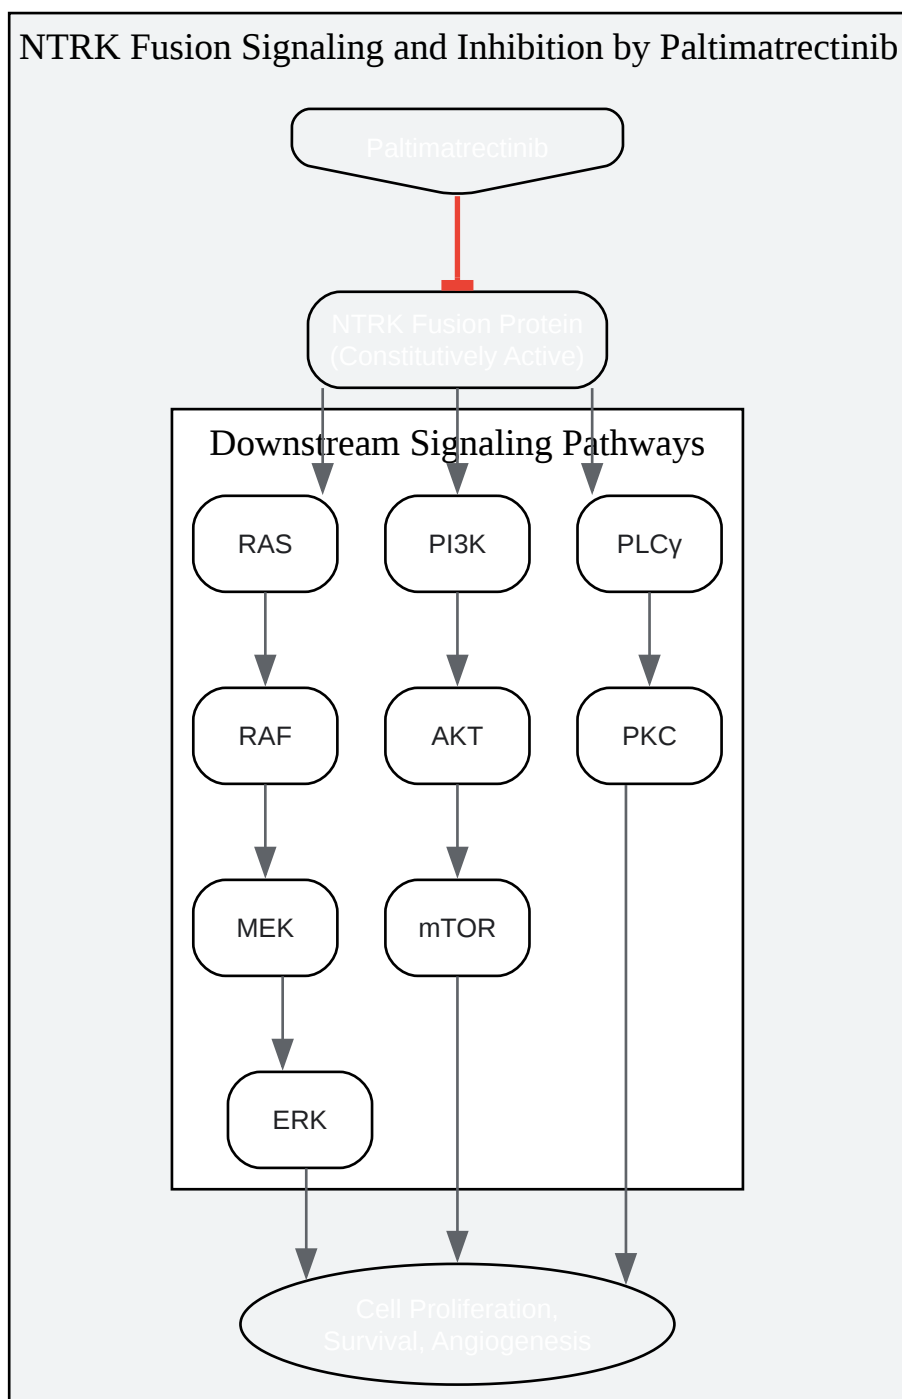 NTRK Fusion Signaling and Inhibition by Paltimatrectinib
Paltimatrectinib
NTRK Fusion Protein
(Constitutively Active)
Downstream Signaling Pathways
RAS
PI3K
PLCγ
RAF
AKT
PKC
MEK
mTOR
ERK
Cell Proliferation,
Survival, Angiogenesis